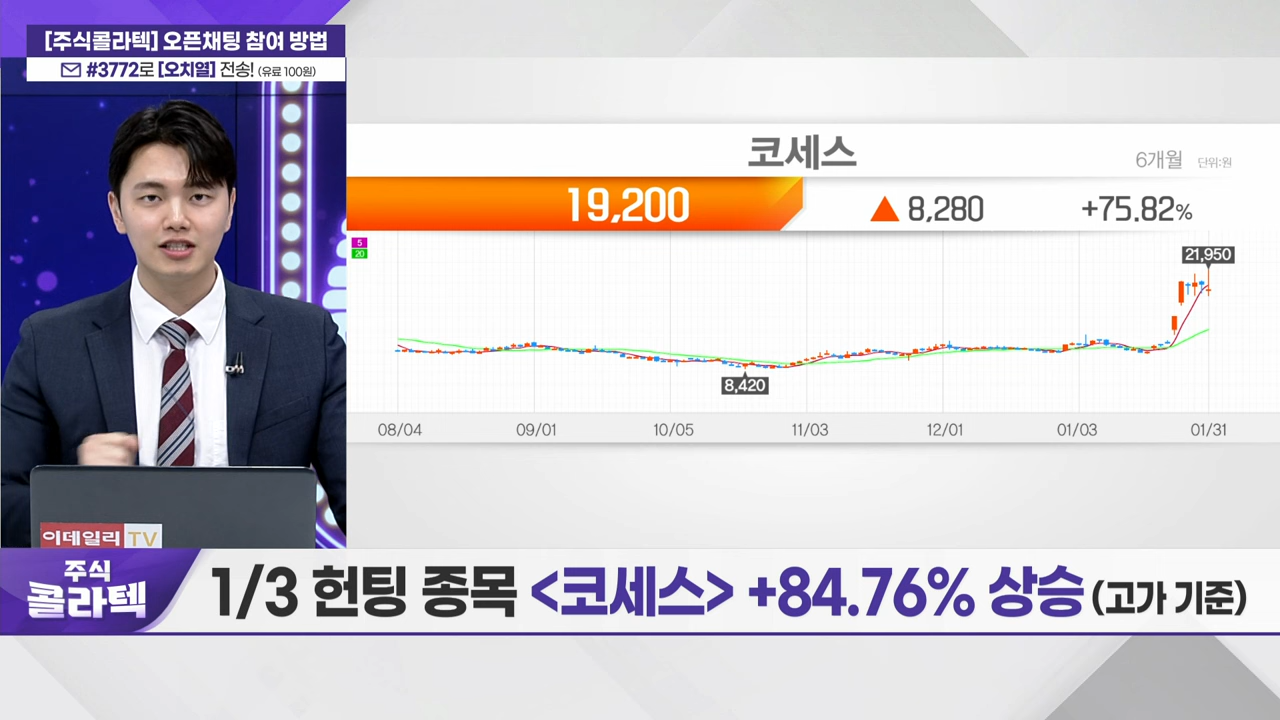 [주식콜라텍] 오픈채팅 참여 방법
#3772로 [오치열] 전송! (유료 100원)
코세스
6개월 단위:원
19,200 ▲ 8,280 +75.82%
5
20
21,950
8,420
08/04 09/01 10/05 11/03 12/01 01/03 01/31
이데일리 TV
주식
콜라텍
1/3 헌팅 종목 <코세스> +84.76% 상승 (고가 기준)